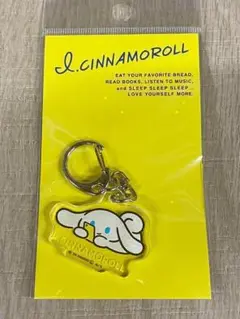 I.CINNAMOROLL
EAT YOUR FAVORITE BREAD,
READ BOOKS, LISTEN TO MUSIC,
and SLEEP SLEEP SLEEP...
LOVE YOURSELF MORE.
I.CINNAMOROLL